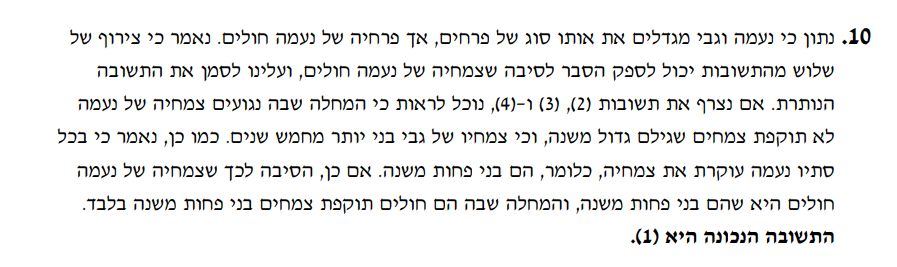 10. נתון כי נעמה וגבי מגדלים את אותו סוג של פרחים, אך פרחיה של נעמה חולים. נאמר כי צירוף של
שלוש מהתשובות יכול לספק הסבר לסיבה שצמחיה של נעמה חולים, ועלינו לסמן את התשובה
הנותרת. אם נצרף את תשובות (2), (3) ו-(4), נוכל לראות כי המחלה שבה נגועים צמחיה של נעמה
לא תוקפת צמחים שגילם גדול משנה, וכי צמחיו של גבי בני יותר מחמש שנים. כמו כן, נאמר כי בכל
סתיו נעמה עוקרת את צמחיה, כלומר, הם בני פחות משנה. אם כן, הסיבה לכך שצמחיה של נעמה
חולים היא שהם בני פחות משנה, והמחלה שבה הם חולים תוקפת צמחים בני פחות משנה בלבד.
התשובה הנכונה היא (1).